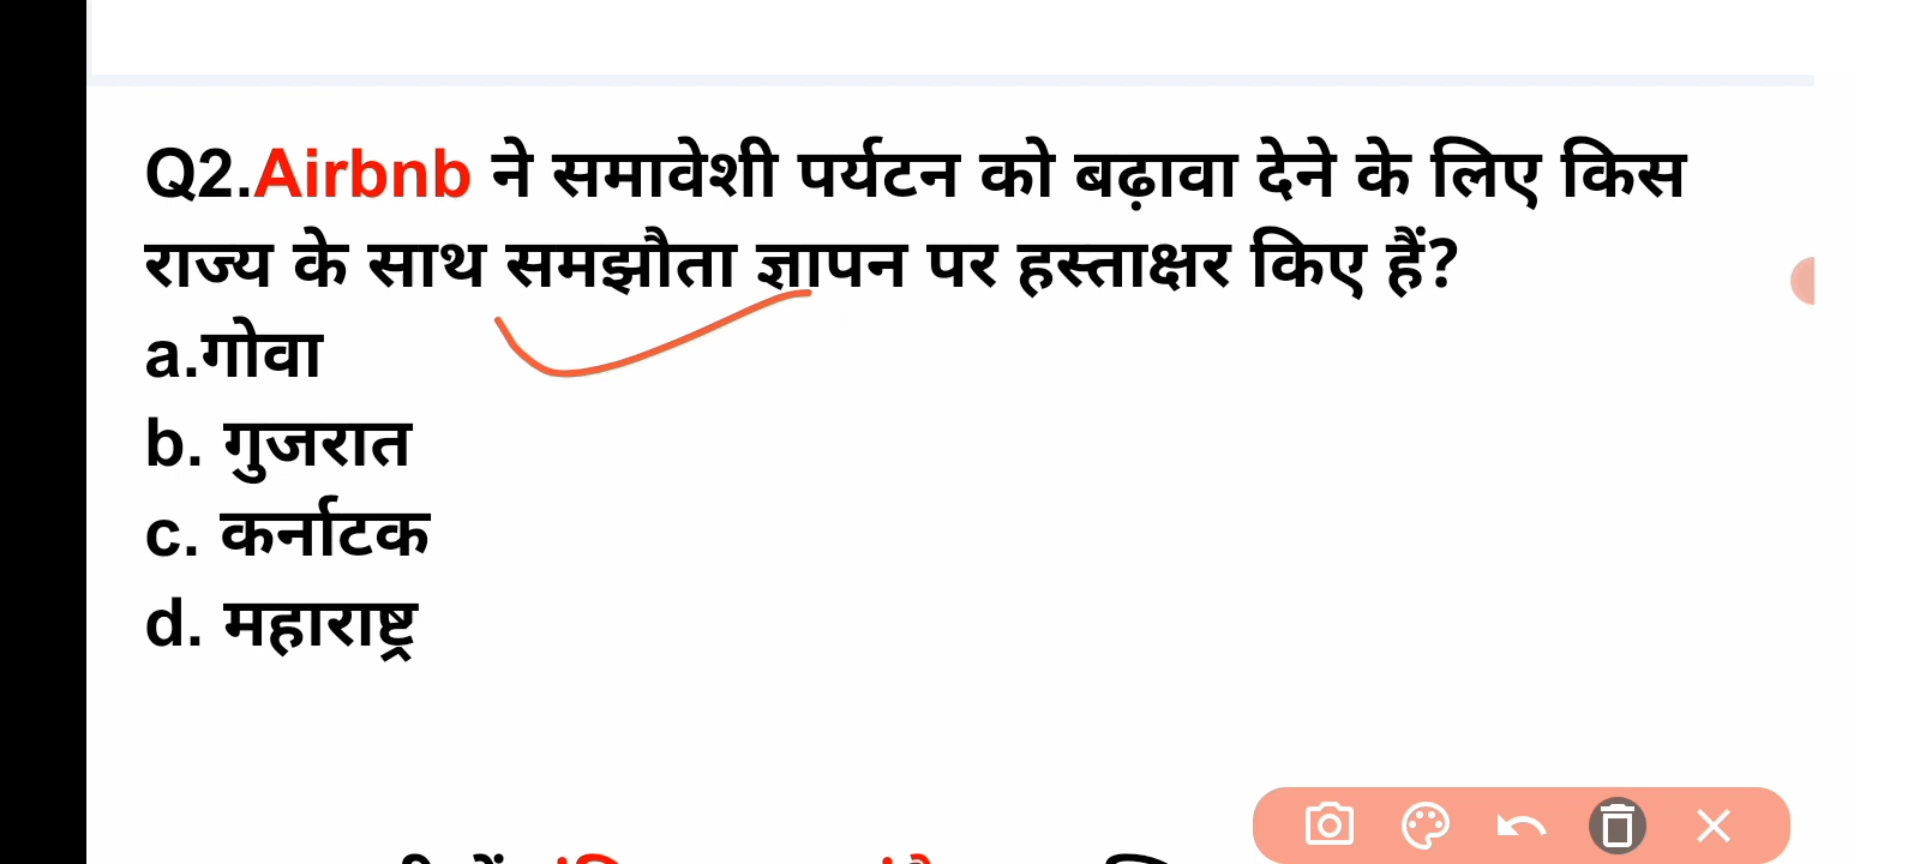 Q2.Airbnb ने समावेशी पर्यटन को बढ़ावा देने के लिए किस
राज्य के साथ समझौता ज्ञापन पर हस्ताक्षर किए हैं?
a.गोवा
b. गुजरात
c. कर्नाटक
d. महाराष्ट्र